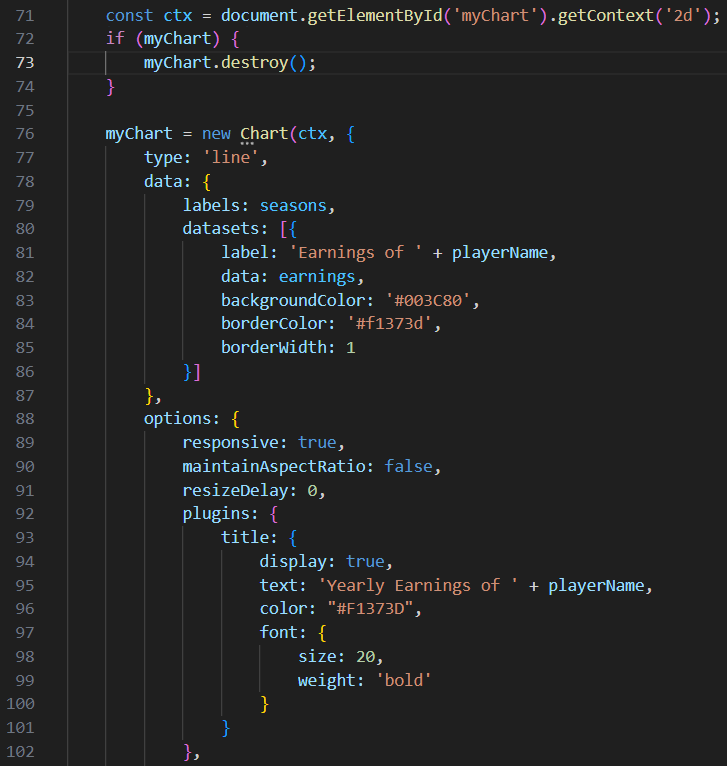 71 const ctx = document.getElementById('myChart').getContext('2d');
72 if (myChart) {
73 myChart.destroy();
74 }
75
76 myChart = new Chart(ctx, {
77 type: 'line',
78 data: {
79 labels: seasons,
80 datasets: [{
81 label: 'Earnings of ' + playerName,
82 data: earnings,
83 backgroundColor: '#003C80',
84 borderColor: '#f1373d',
85 borderWidth: 1
86 }]
87 },
88 options: {
89 responsive: true,
90 maintainAspectRatio: false,
91 resizeDelay: 0,
92 plugins: {
93 title: {
94 display: true,
95 text: 'Yearly Earnings of ' + playerName,
96 color: "#F1373D",
97 font: {
98 size: 20,
99 weight: 'bold'
100 }
101 }
102 },